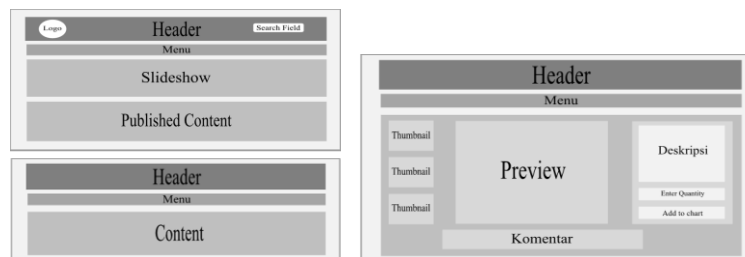 Logo Header Search Field
Menu
Slideshow
Published Content
Header
Menu
Content
Header
Menu
Thumbnail
Thumbnail
Thumbnail
Preview
Deskripsi
Enter Quantity
Add to chart
Komentar